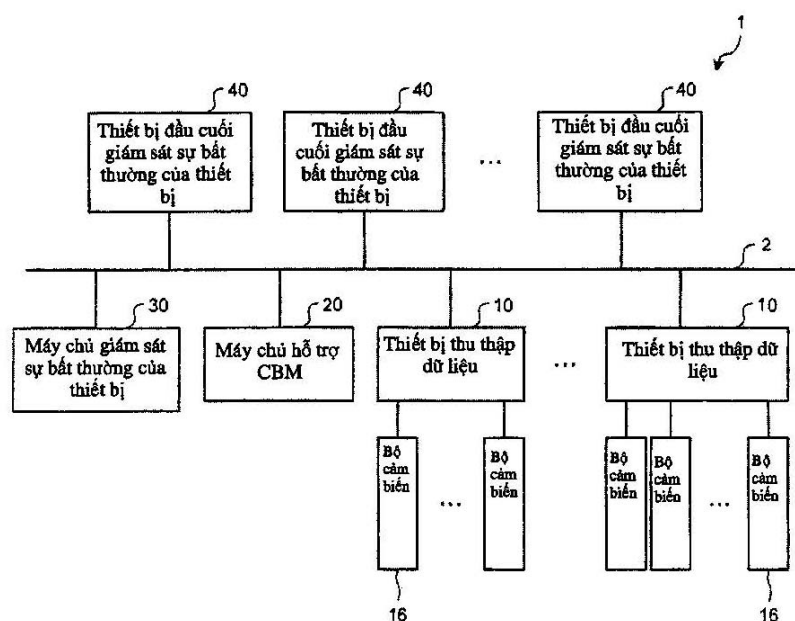 1
40
40
40
Thiết bị đầu cuối
giám sát sự bất
thường của thiết
bị
Thiết bị đầu
cuối giám sát sự
bất thường của
thiết bị
...
Thiết bị đầu cuối
giám sát sự bất
thường của thiết
bị
2
30
20
10
10
Máy chủ giám sát
sự bất thường của
thiết bị
Máy chủ hỗ trợ
CBM
Thiết bị thu thập
dữ liệu
...
Thiết bị thu thập dữ
liệu
Bộ
cảm
biến
...
Bộ
cảm
biến
Bộ
cảm
biến
Bộ
cảm
biến
...
Bộ
cảm
biến
16
16